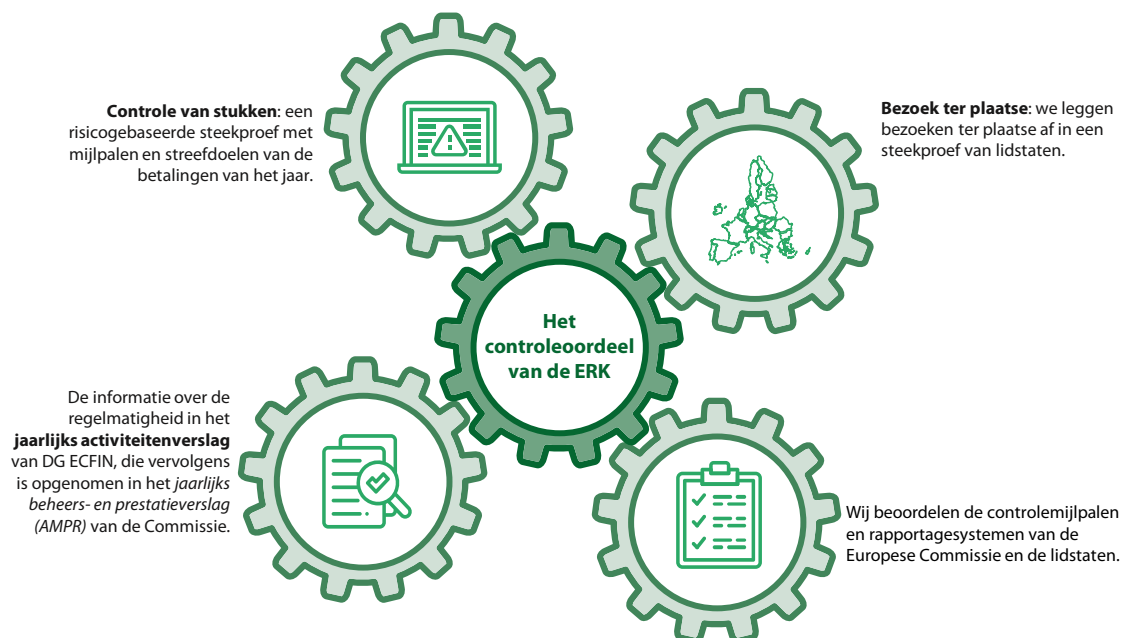 Controle van stukken: een
risicogebaseerde steekproef met
mijlpalen en streefdoelen van de
betalingen van het jaar.
Bezoek ter plaatse: we leggen
bezoeken ter plaatse af in een
steekproef van lidstaten.
Het
controleoordeel
van de ERK
De informatie over de
regelmatigheid in het
jaarlijks activiteitenverslag
van DG ECFIN, die vervolgens
is opgenomen in het jaarlijks
beheers- en prestatieverslag
(AMPR) van de Commissie.
Wij beoordelen de controlemijlpalen
en rapportagesystemen van de
Europese Commissie en de lidstaten.